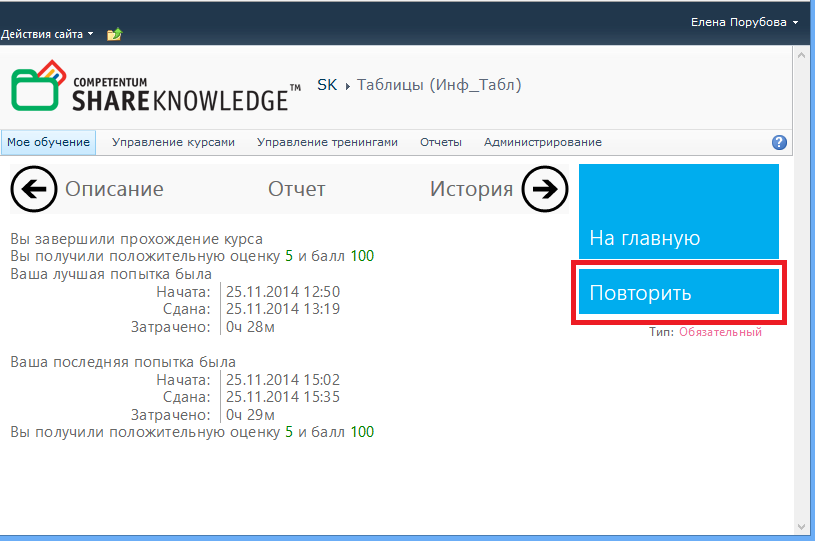 Елена Порубова
Действия сайта
COMPETENTUM
SHAREKNOWLEDGE™
SK Таблицы (Инф_Табл)
Мое обучение Управление курсами Управление тренингами Отчеты Администрирование
Описание Отчет История
На главную
Повторить
Тип: Обязательный
Вы завершили прохождение курса
Вы получили положительную оценку 5 и балл 100
Ваша лучшая попытка была
Начата: 25.11.2014 12:50
Сдана: 25.11.2014 13:19
Затрачено: 0ч 28м
Ваша последняя попытка была
Начата: 25.11.2014 15:02
Сдана: 25.11.2014 15:35
Затрачено: 0ч 29м
Вы получили положительную оценку 5 и балл 100